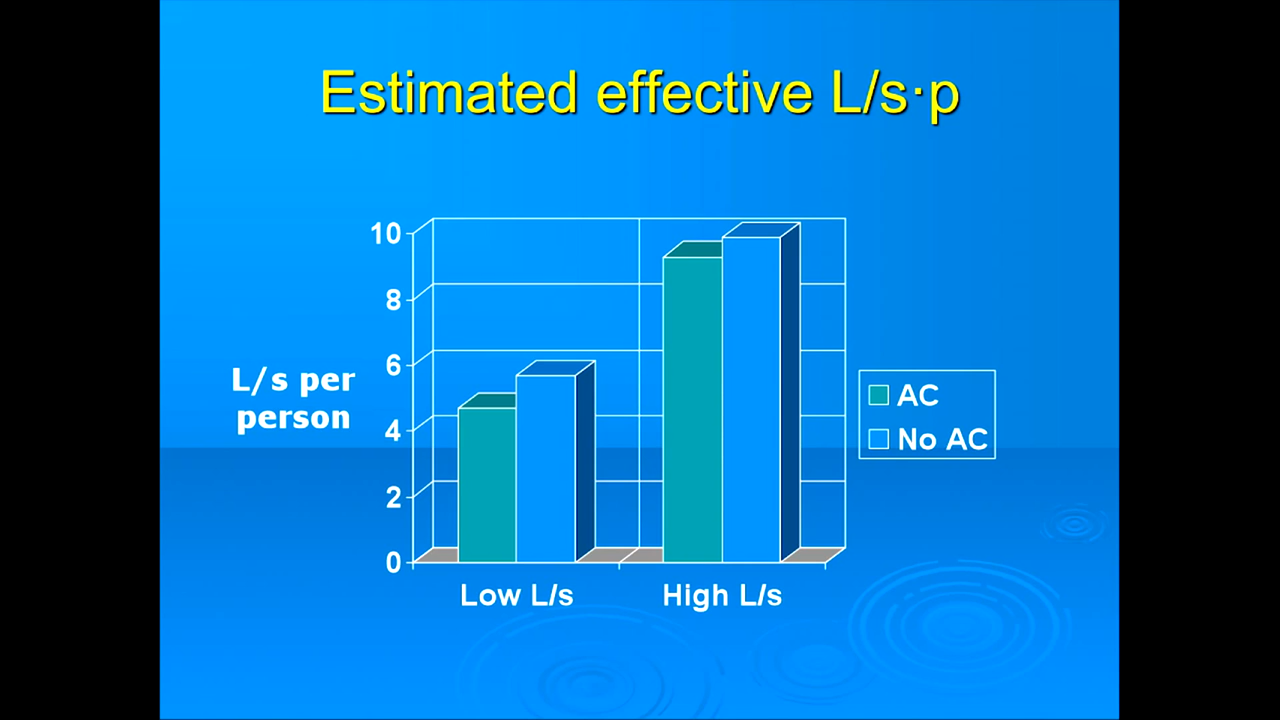 Estimated effective L/s·p
10
8
6
4
2
0
L/s per
person
Low L/s
High L/s
AC
No AC